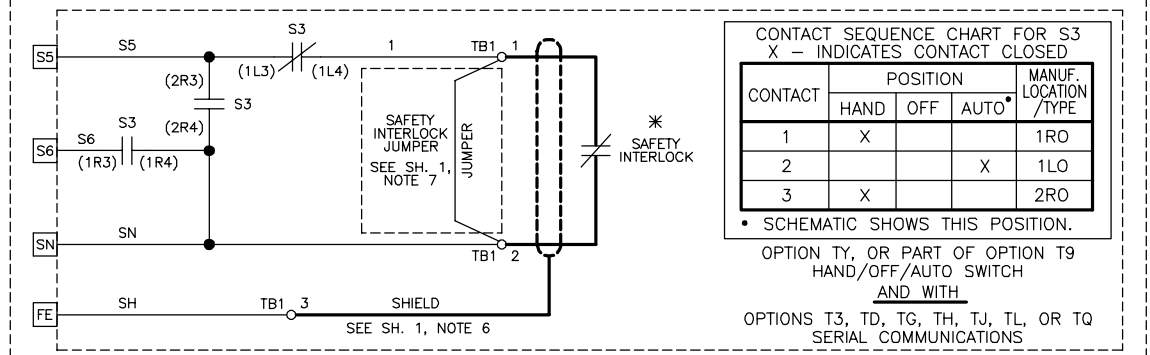 S3
S5
S5
1
TB1
1
(1L3)
(1L4)
(2R3)
S3
(2R4)
S6
S6
S3
(1R3)
(1R4)
SAFETY
INTERLOCK
JUMPER
SEE SH. 1,
NOTE 7
JUMPER
*
SAFETY
INTERLOCK
SN
SN
TB1
2
FE
SH
TB1
3
SHIELD
SEE SH. 1, NOTE 6
CONTACT SEQUENCE CHART FOR S3
X – INDICATES CONTACT CLOSED
CONTACT
POSITION
MANUF.
LOCATION
/TYPE
HAND OFF AUTO•
1 X 1RO
2 X 1LO
3 X 2RO
• SCHEMATIC SHOWS THIS POSITION.
OPTION TY, OR PART OF OPTION T9
HAND/OFF/AUTO SWITCH
AND WITH
OPTIONS T3, TD, TG, TH, TJ, TL, OR TQ
SERIAL COMMUNICATIONS